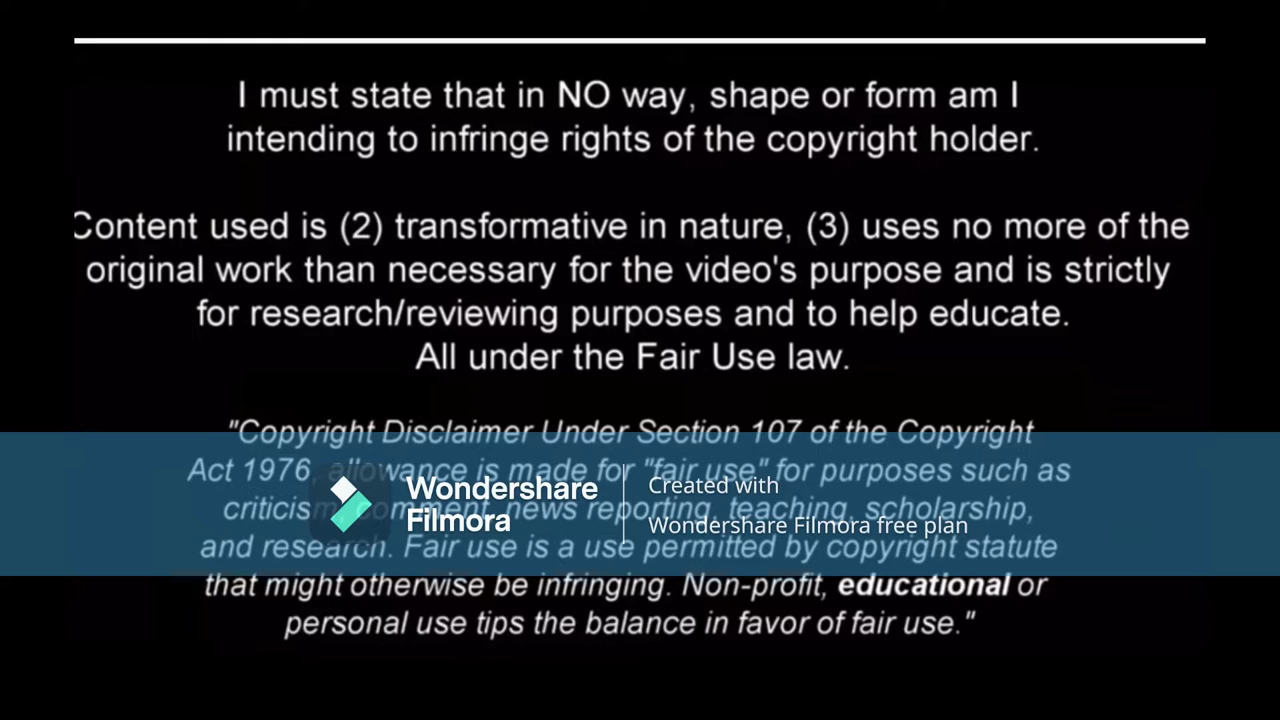 I must state that in NO way, shape or form am I
intending to infringe rights of the copyright holder.
Content used is (2) transformative in nature, (3) uses no more of the
original work than necessary for the video's purpose and is strictly
for research/reviewing purposes and to help educate.
All under the Fair Use law.
"Copyright Disclaimer Under Section 107 of the Copyright
Act 1976, allowance is made for "fair use" for purposes such as
criticism, comment, news reporting, teaching, scholarship,
and research. Fair use is a use permitted by copyright statute
that might otherwise be infringing. Non-profit, educational or
personal use tips the balance in favor of fair use."
Wondershare
Filmora
Created with
Wondershare Filmora free plan